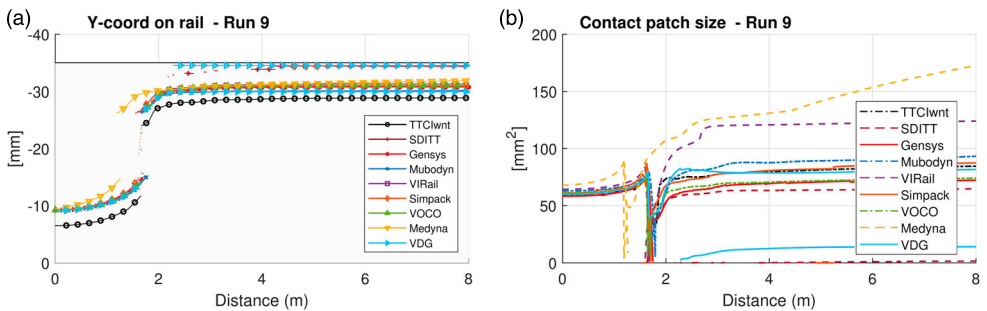 (a)
Y-coord on rail - Run 9
-40
-30
-20
-10
0
[mm]
0
2
4
6
8
Distance (m)
TTCIwnt
SDITT
Gensys
Mubodyn
VIRail
Simpack
VOCO
Medyna
VDG
(b)
Contact patch size - Run 9
200
150
100
50
0
[mm²]
0
2
4
6
8
Distance (m)
TTCIwnt
SDITT
Gensys
Mubodyn
VIRail
Simpack
VOCO
Medyna
VDG